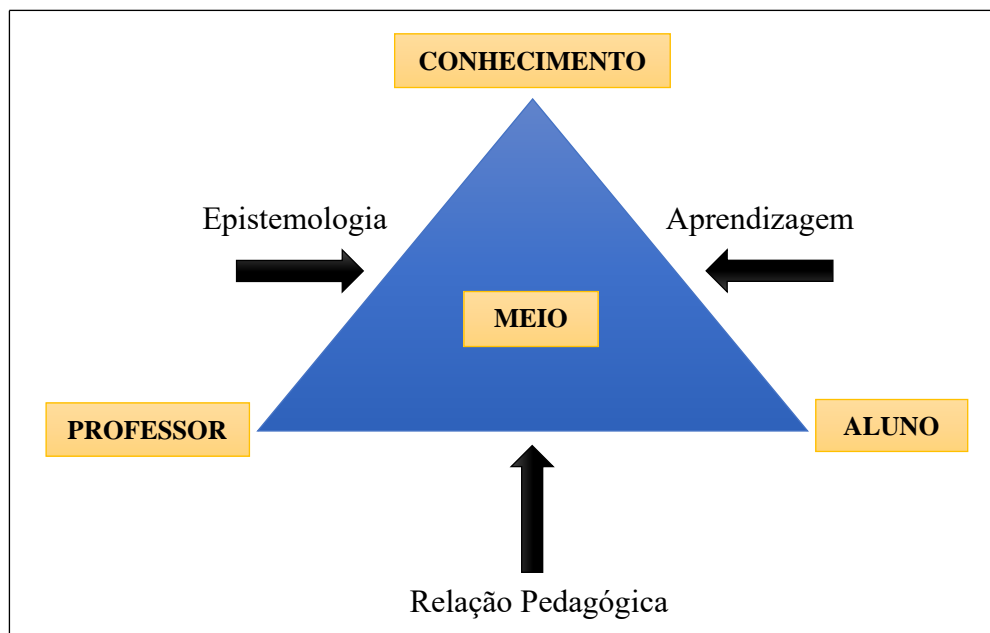 CONHECIMENTO
Epistemologia
Aprendizagem
MEIO
PROFESSOR
ALUNO
Relação Pedagógica